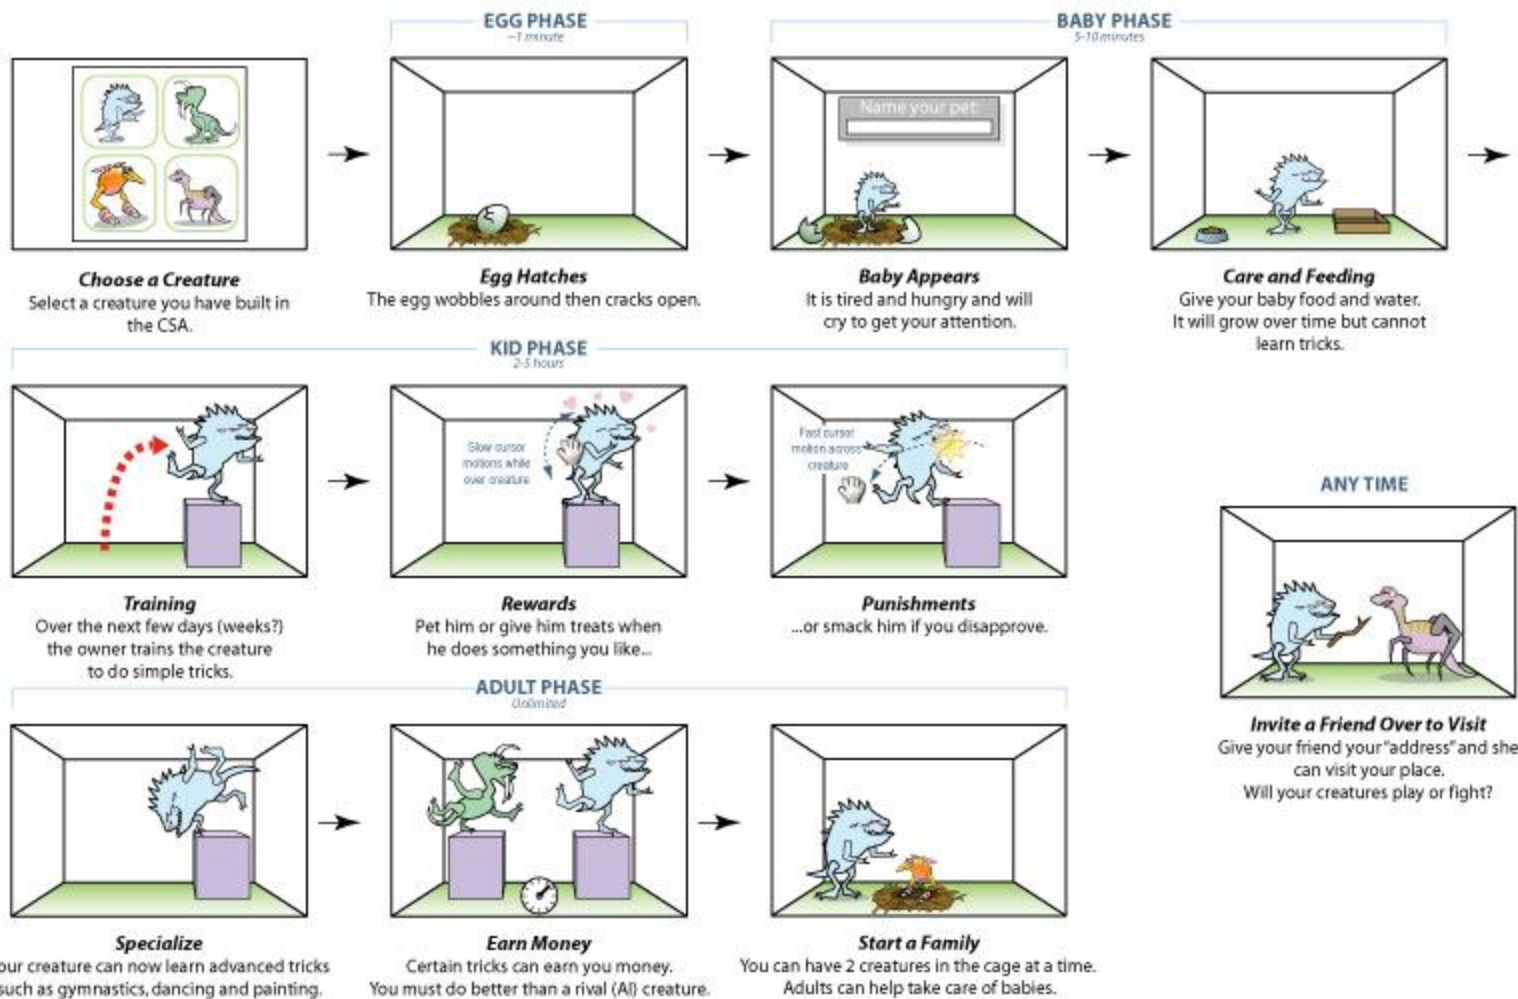 EGG PHASE
~1 minute
BABY PHASE
5-10 minutes
Name your pet:
Choose a Creature
Select a creature you have built in
the CSA.
Egg Hatches
The egg wobbles around then cracks open.
Baby Appears
It is tired and hungry and will
cry to get your attention.
Care and Feeding
Give your baby food and water.
It will grow over time but cannot
learn tricks.
KID PHASE
2-5 hours
Slow cursor
motions while
over creature
Fast cursor
motion across
creature
Training
Over the next few days (weeks?)
the owner trains the creature
to do simple tricks.
Rewards
Pet him or give him treats when
he does something you like...
Punishments
...or smack him if you disapprove.
ANY TIME
Invite a Friend Over to Visit
Give your friend your "address" and she
can visit your place.
Will your creatures play or fight?
ADULT PHASE
Unlimited
Specialize
our creature can now learn advanced tricks
such as gymnastics, dancing and painting.
Earn Money
Certain tricks can earn you money.
You must do better than a rival (AI) creature.
Start a Family
You can have 2 creatures in the cage at a time.
Adults can help take care of babies.